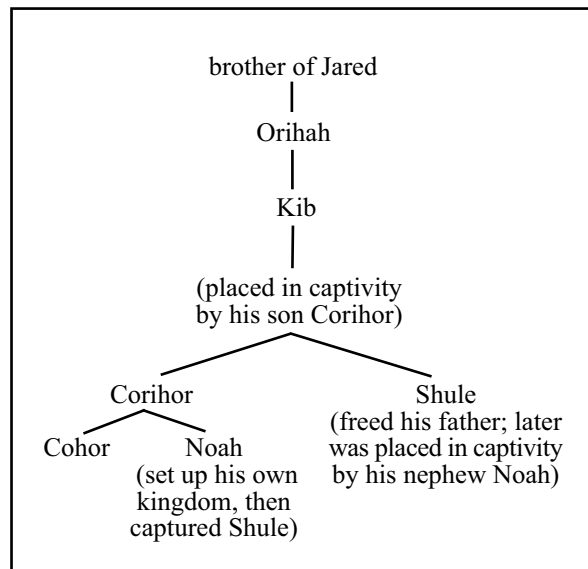 brother of Jared
Orihah
Kib
(placed in captivity
by his son Corihor)
Corihor
Shule
(freed his father; later
was placed in captivity
by his nephew Noah)
Cohor
Noah
(set up his own
kingdom, then
captured Shule)